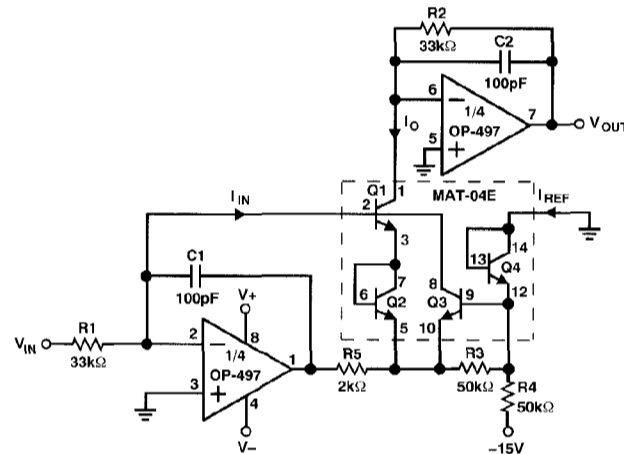 R2
33kΩ
C2
100pF
6
1/4
OP-497
7
VOUT
5
IO
Q1
1
MAT-04E
IREF
IIN
2
3
14
13
Q4
12
C1
100pF
7
6
Q2
5
8
Q3
9
10
V+
R1
33kΩ
VIN
2
8
1/4
OP-497
1
3
4
V−
R5
2kΩ
R3
50kΩ
R4
50kΩ
−15V